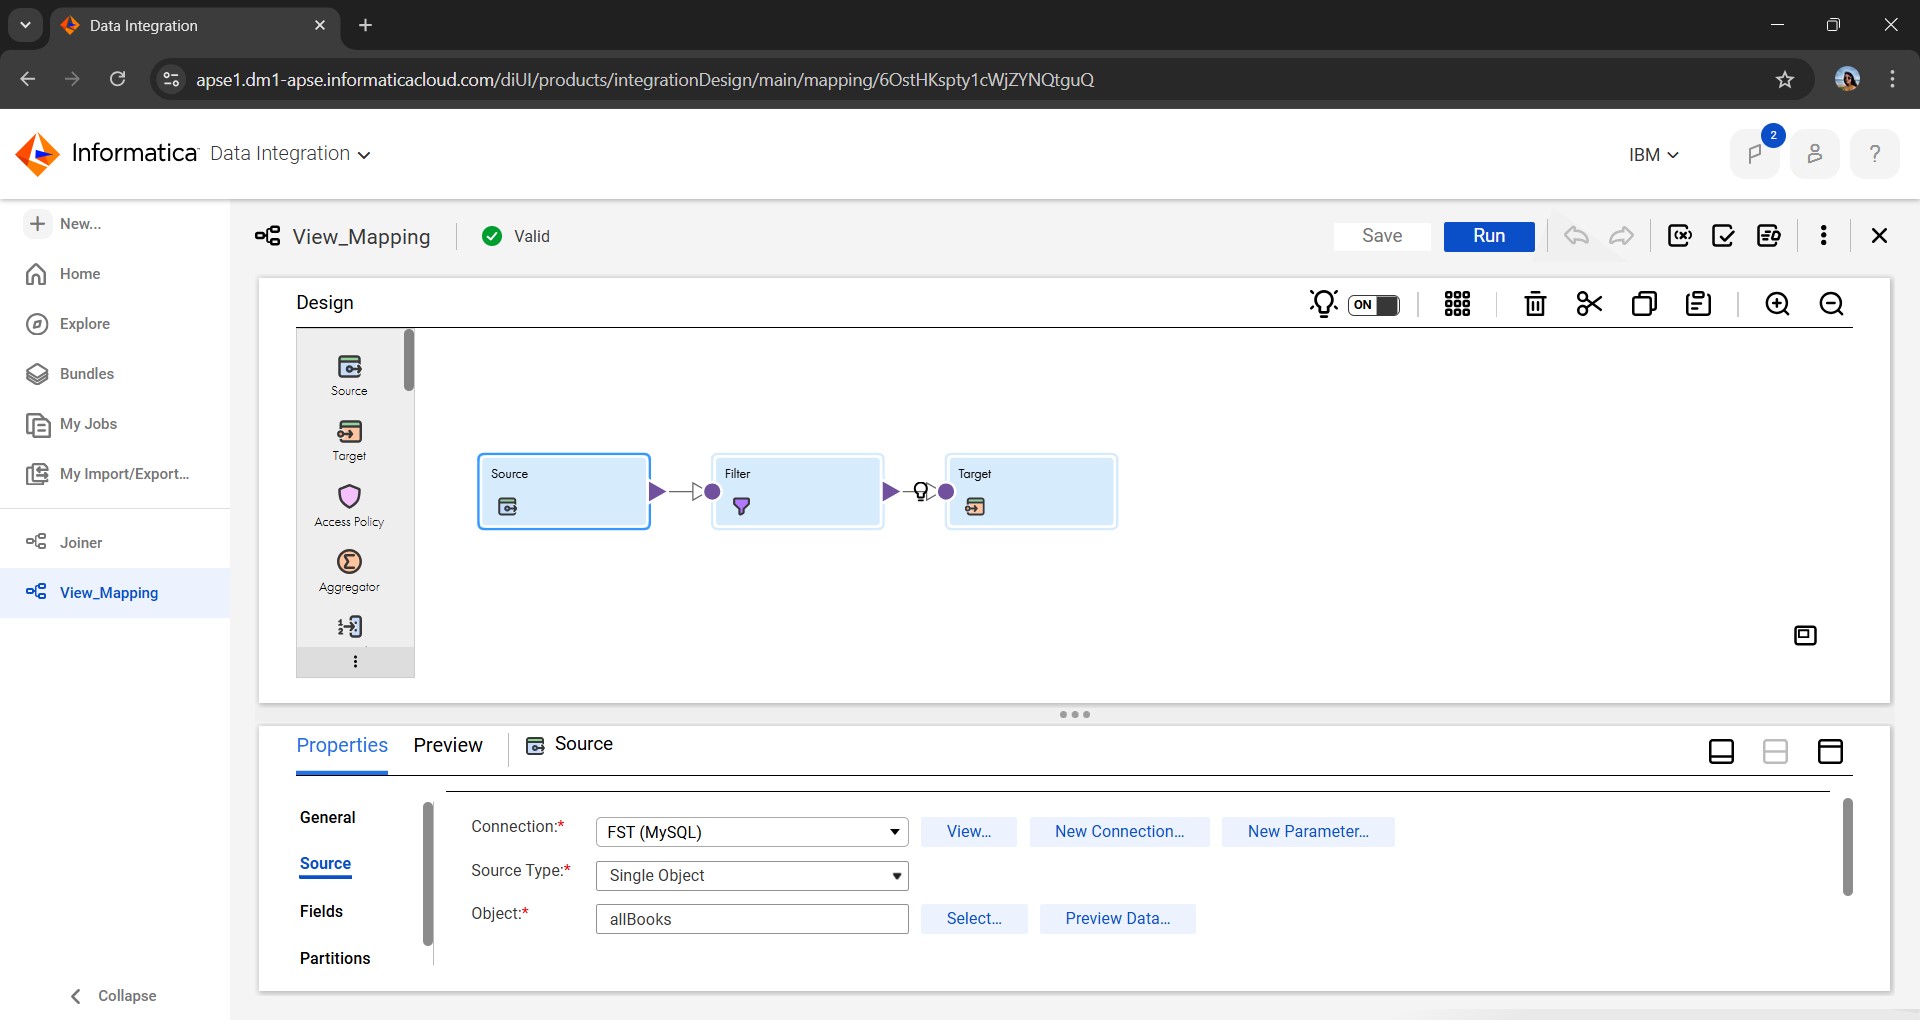 Data Integration
apse1.dm1-apse.informaticacloud.com/diUI/products/integrationDesign/main/mapping/6OstHKspty1cWjZYNQtguQ
Informatica Data Integration
IBM
2
?
New...
Home
Explore
Bundles
My Jobs
My Import/Export...
Joiner
View_Mapping
Collapse
View_Mapping
Valid
Save
Run
Design
ON
Source
Target
Access Policy
Aggregator
Source
Filter
Target
Properties
Preview
Source
General
Source
Fields
Partitions
Connection:*
FST (MySQL)
View...
New Connection...
New Parameter...
Source Type:*
Single Object
Object:*
allBooks
Select...
Preview Data...